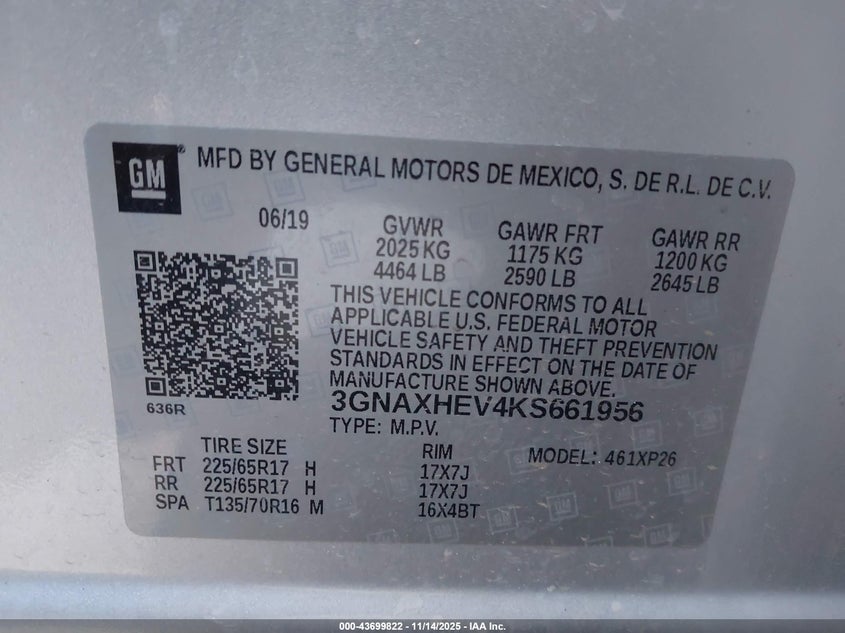 GM
MFD BY GENERAL MOTORS DE MEXICO, S. DE R.L. DE C.V.
06/19 GVWR GAWR FRT GAWR RR
2025 KG 1175 KG 1200 KG
4464 LB 2590 LB 2645 LB
THIS VEHICLE CONFORMS TO ALL
APPLICABLE U.S. FEDERAL MOTOR
VEHICLE SAFETY AND THEFT PREVENTION
STANDARDS IN EFFECT ON THE DATE OF
MANUFACTURE SHOWN ABOVE.
636R
3GNAXHEV4KS661956
TYPE: M.P.V.
TIRE SIZE RIM MODEL: 461XP26
FRT 225/65R17 H 17X7J
RR 225/65R17 H 17X7J
SPA T135/70R16 M 16X4BT
000-43699822 - 11/14/2025 - IAA Inc.